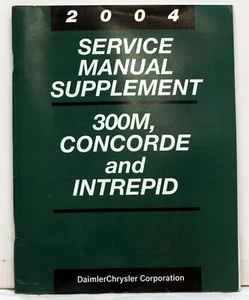 2004
SERVICE
MANUAL
SUPPLEMENT
300M,
CONCORDE
and
INTREPID
DaimlerChrysler Corporation